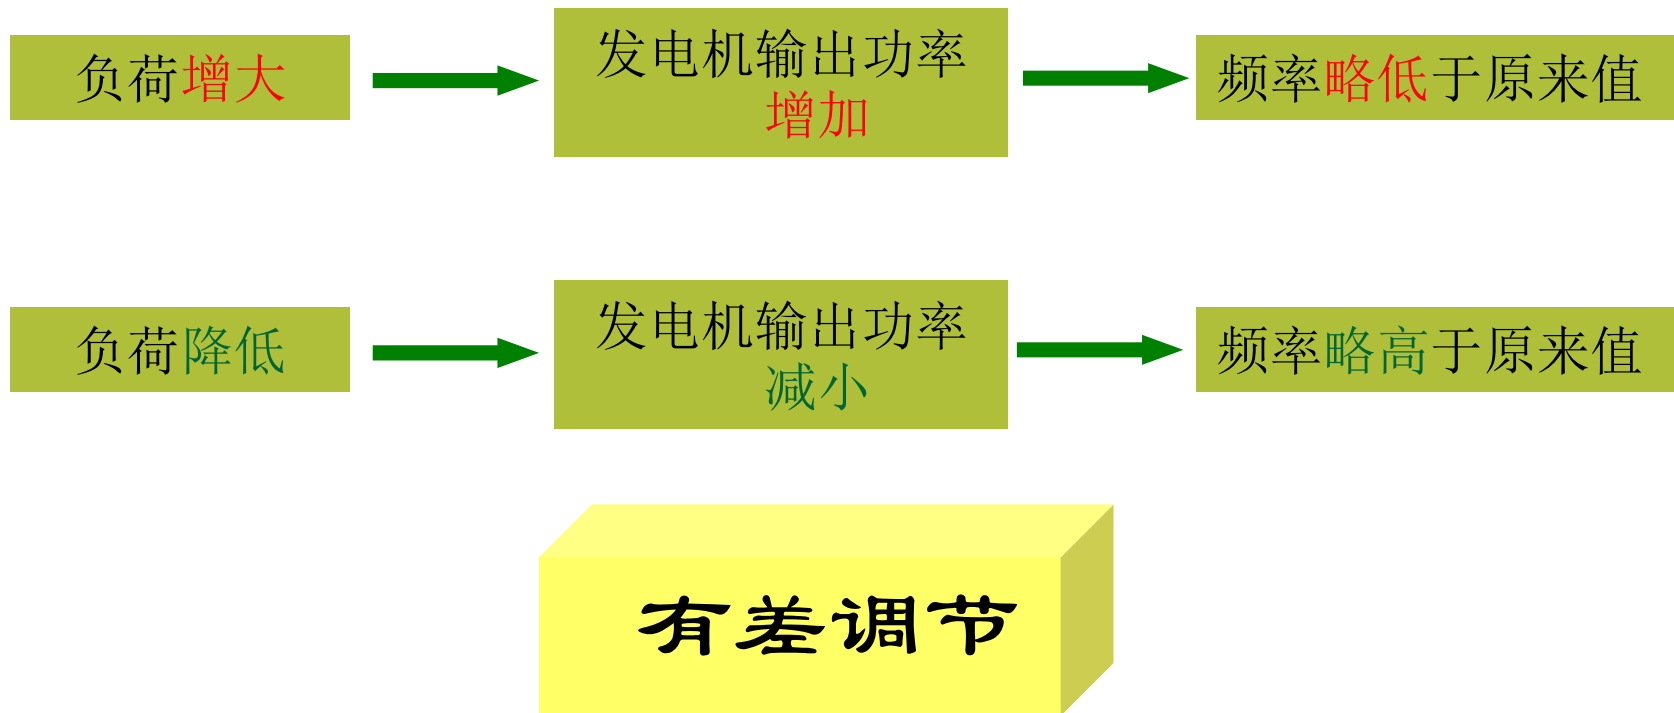 负荷增大
发电机输出功率
增加
频率略低于原来值
负荷降低
发电机输出功率
减小
频率略高于原来值
有差调节